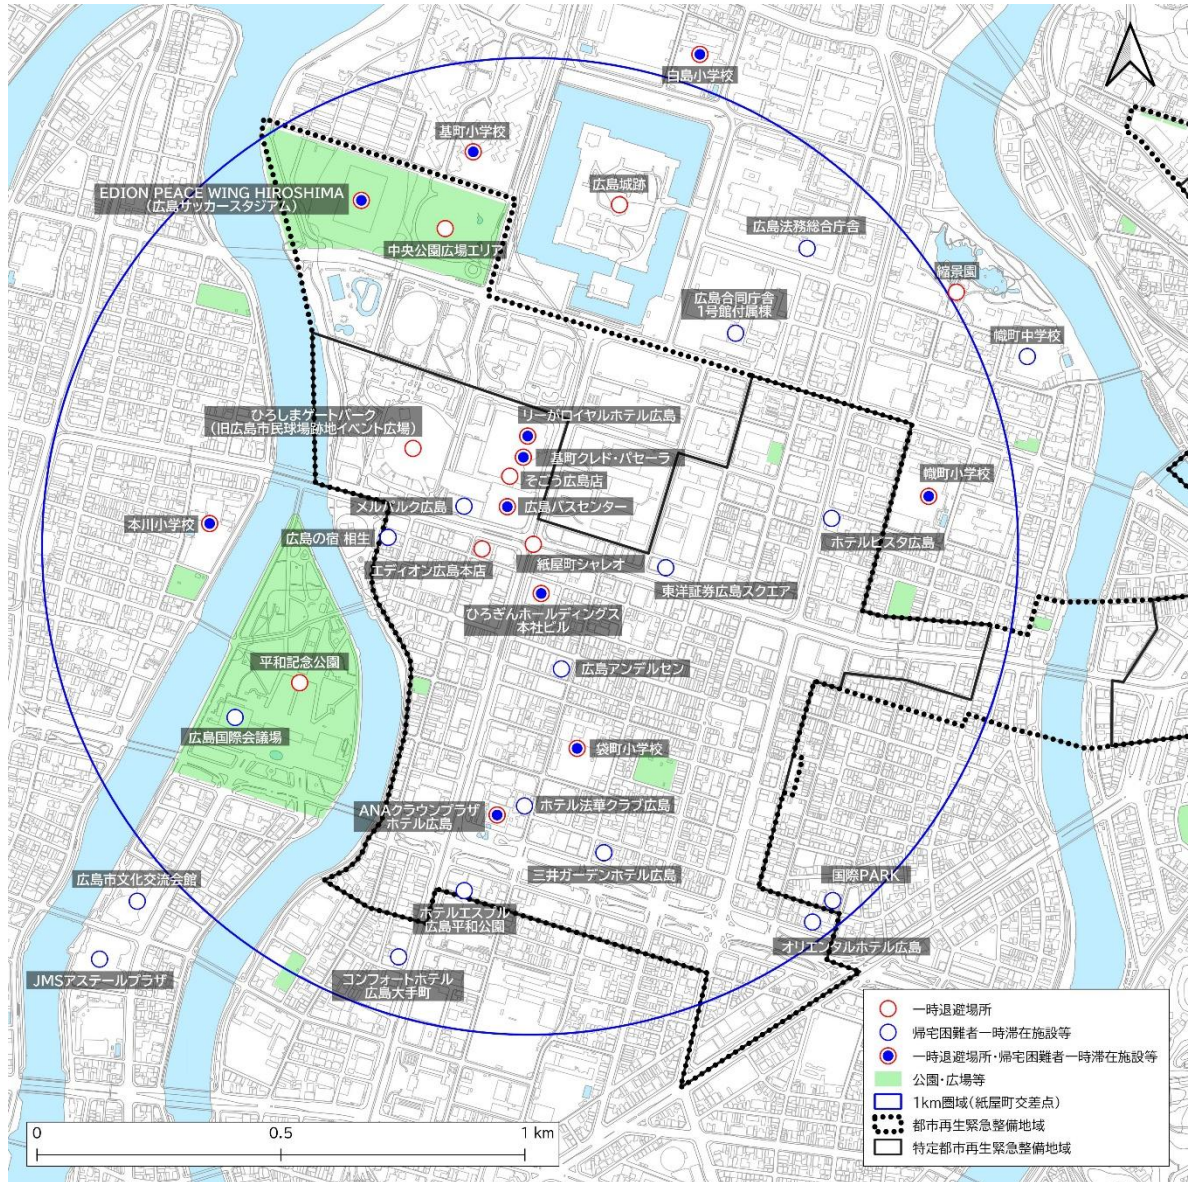 白島小学校
基町小学校
EDION PEACE WING HIROSHIMA
（広島サッカースタジアム）
広島城跡
中央公園広場エリア
広島法務総合庁舎
縮景園
広島合同庁舎
1号館付属棟
幟町中学校
ひろしまゲートパーク
（旧広島市民球場跡地イベント広場）
リーガロイヤルホテル広島
基町クレド・パセーラ
そごう広島店
幟町小学校
メルパルク広島
広島バスセンター
本川小学校
広島の宿 相生
エディオン広島本店
紙屋町シャレオ
ホテルビスタ広島
東洋証券広島スクエア
ひろぎんホールディングス
本社ビル
平和記念公園
広島アンデルセン
広島国際会議場
袋町小学校
ANAクラウンプラザ
ホテル広島
ホテル法華クラブ広島
三井ガーデンホテル広島
広島市文化交流会館
国際PARK
ホテルエスプル
広島平和公園
オリエンタルホテル広島
JMSアステールプラザ
コンフォートホテル
広島大手町
一時退避場所
帰宅困難者一時滞在施設等
一時退避場所・帰宅困難者一時滞在施設等
公園・広場等
1km圏域(紙屋町交差点)
都市再生緊急整備地域
特定都市再生緊急整備地域
0 0.5 1 km